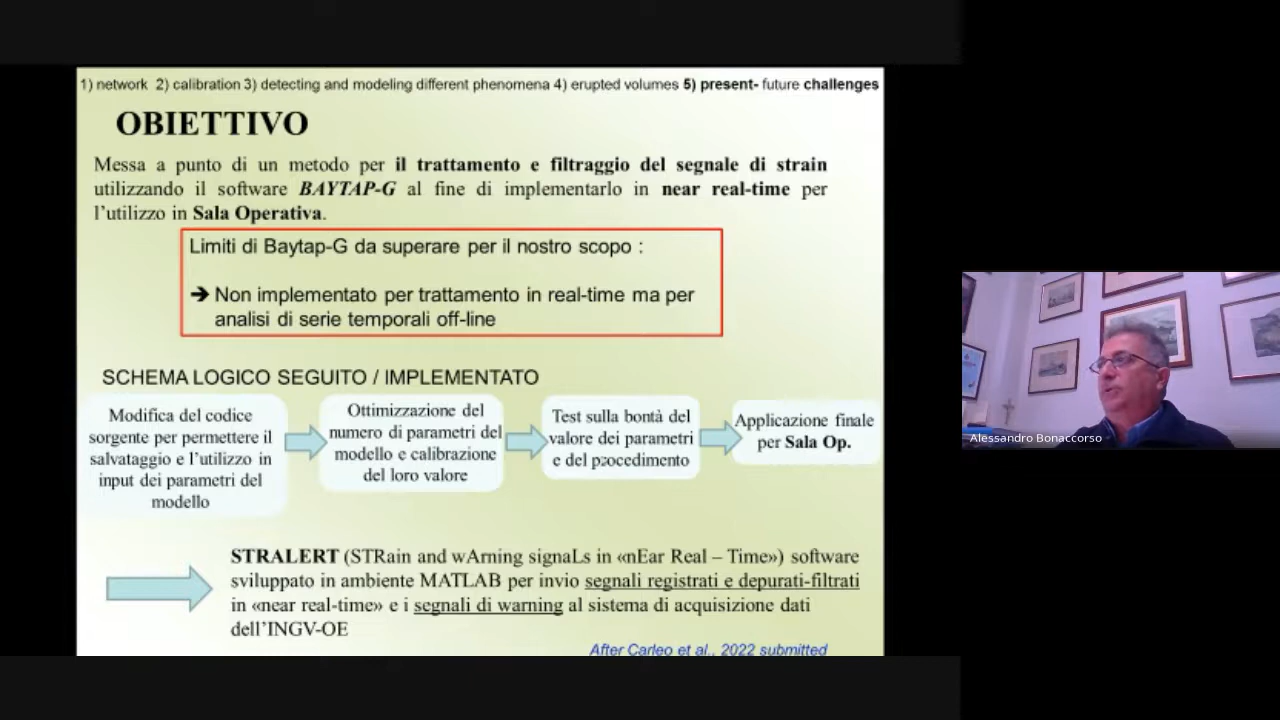 1) network 2) calibration 3) detecting and modeling different phenomena 4) erupted volumes 5) present- future challenges
OBIETTIVO
Messa a punto di un metodo per il trattamento e filtraggio del segnale di strain
utilizzando il software BAYTAP-G al fine di implementarlo in near real-time per
l'utilizzo in Sala Operativa.
Limiti di Baytap-G da superare per il nostro scopo :
➔ Non implementato per trattamento in real-time ma per
analisi di serie temporali off-line
SCHEMA LOGICO SEGUITO / IMPLEMENTATO
Modifica del codice
sorgente per permettere il
salvataggio e l'utilizzo in
input dei parametri del
modello
Ottimizzazione del
numero di parametri del
modello e calibrazione
del loro valore
Test sulla bontà del
valore dei parametri
e del procedimento
Applicazione finale
per Sala Op.
STRALERT (STRain and wArning signaLs in «nEar Real – Time») software
sviluppato in ambiente MATLAB per invio segnali registrati e depurati-filtrati
in «near real-time» e i segnali di warning al sistema di acquisizione dati
dell'INGV-OE
After Carleo et al., 2022 submitted
Alessandro Bonaccorso